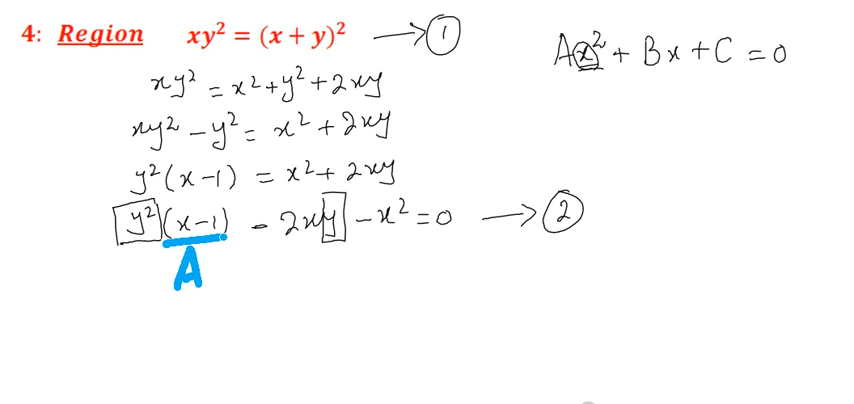 4: Region xy² = (x + y)² → ①
Ax² + Bx + C = 0
xy² = x² + y² + 2xy
xy² - y² = x² + 2xy
y²(x-1) = x² + 2xy
y²(x-1) - 2xy - x² = 0 → ②
A